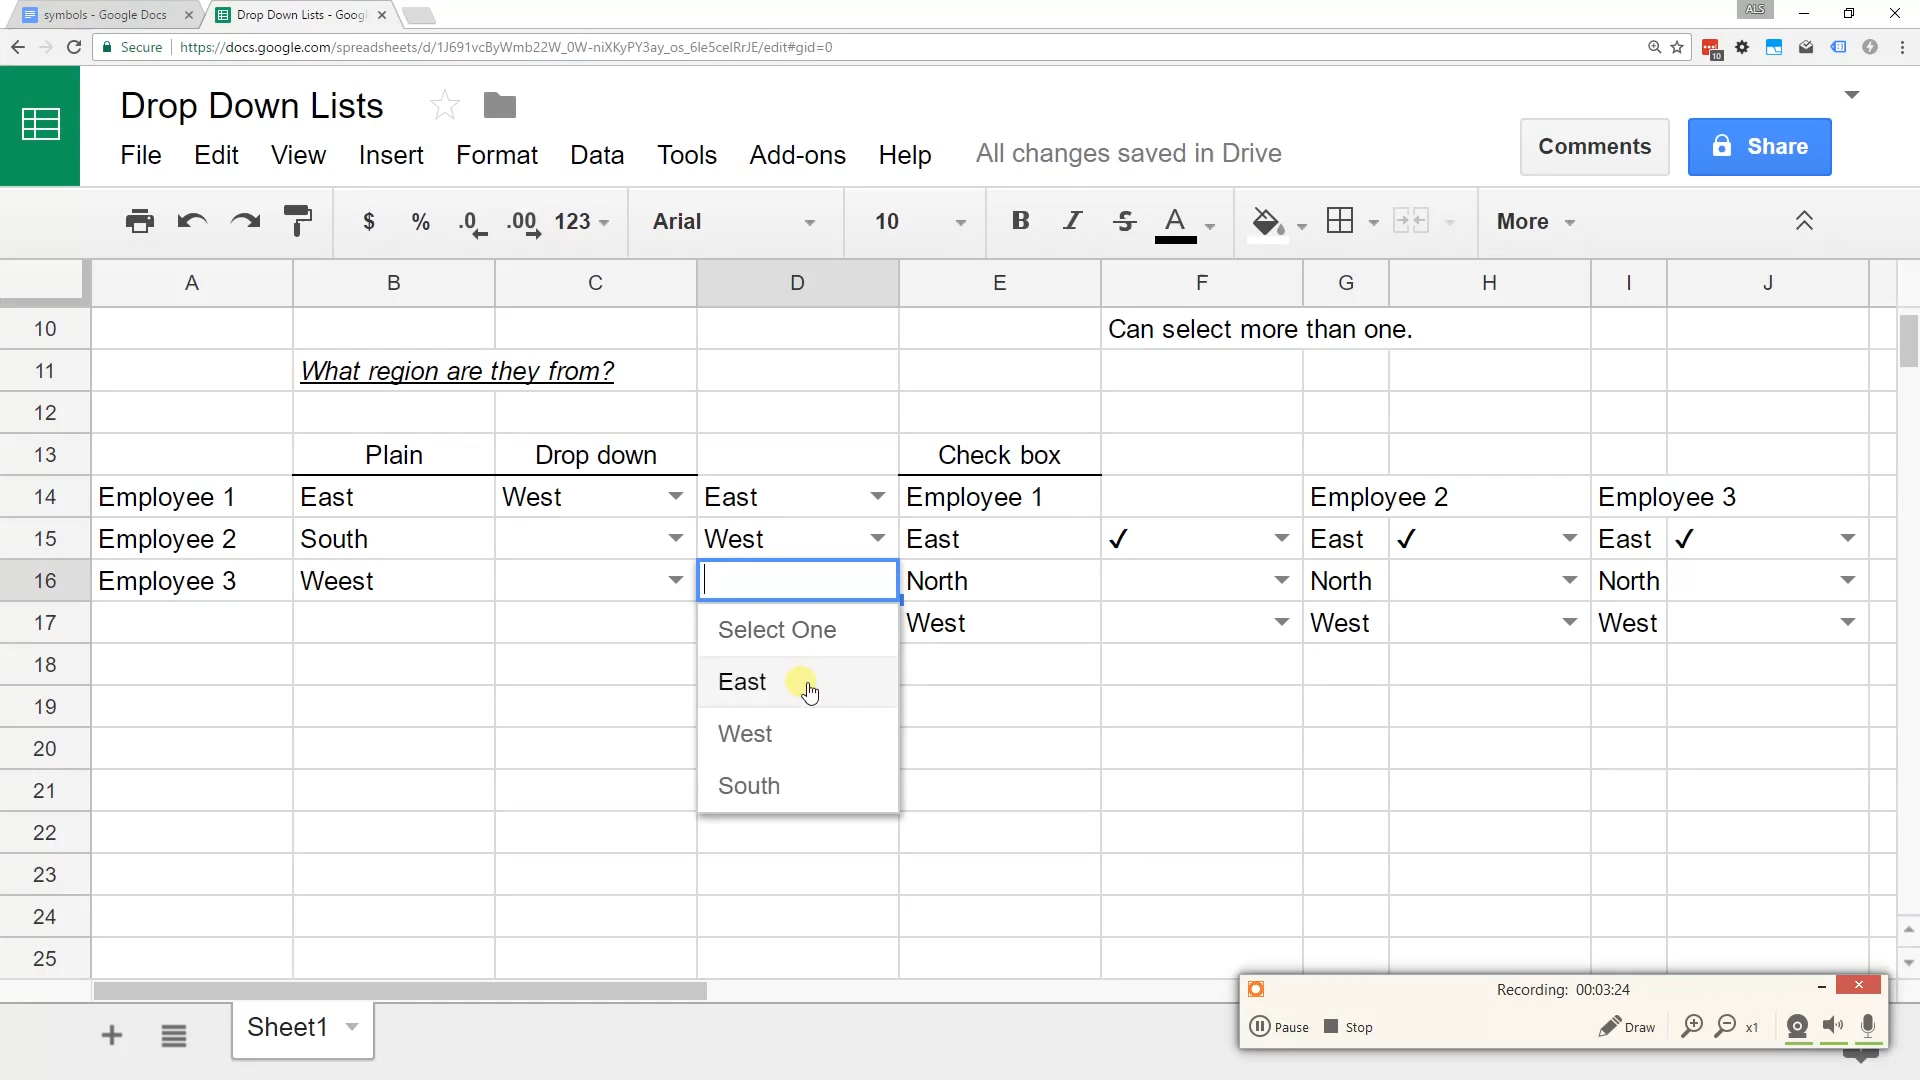 symbols - Google Docs
Drop Down Lists - Goog
ALS
Secure
https://docs.google.com/spreadsheets/d/1J691vcByWmb22W_0W-niXKyPY3ay_os_6le5celRrJE/edit#gid=0
10
Drop Down Lists
File Edit View Insert Format Data Tools Add-ons Help All changes saved in Drive
Comments
Share
$ % .0 .00 123 Arial 10 B I S A More
A B C D E F G H I J
10 Can select more than one.
11 What region are they from?
12
13 Plain Drop down Check box
14 Employee 1 East West East Employee 1 Employee 2 Employee 3
15 Employee 2 South West East ✓ East ✓ East ✓
16 Employee 3 Weest North North North
17 West West West
Select One
18
East
19
West
20
South
21
22
23
24
25
Sheet1
Recording: 00:03:24
Pause Stop Draw x1